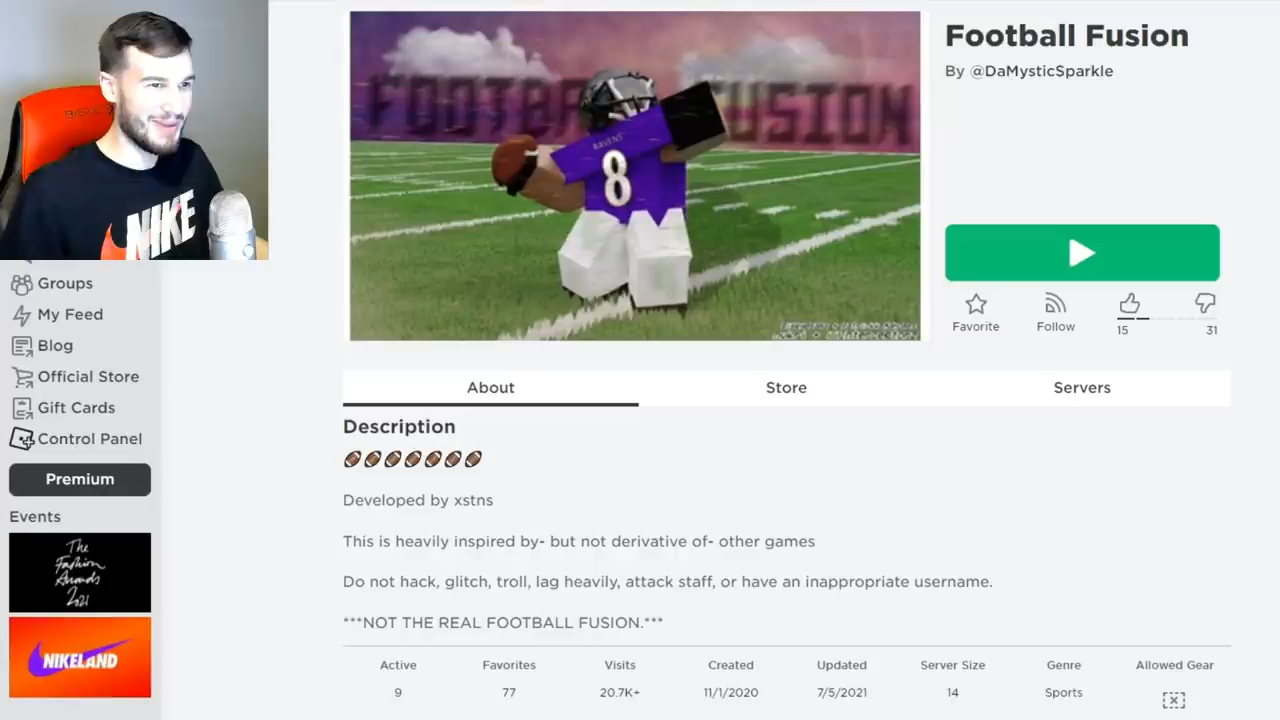 FOOTBALL FUSION
RAVENS
8
Football Fusion
By @DaMysticSparkle
NIKE
Groups
My Feed
Blog
Official Store
Gift Cards
Control Panel
Premium
Events
The
Fashion
Awards
2021
NIKELAND
Favorite
Follow
15
31
About
Store
Servers
Description
Developed by xstns
This is heavily inspired by- but not derivative of- other games
Do not hack, glitch, troll, lag heavily, attack staff, or have an inappropriate username.
***NOT THE REAL FOOTBALL FUSION.***
Active
Favorites
Visits
Created
Updated
Server Size
Genre
Allowed Gear
9
77
20.7K+
11/1/2020
7/5/2021
14
Sports